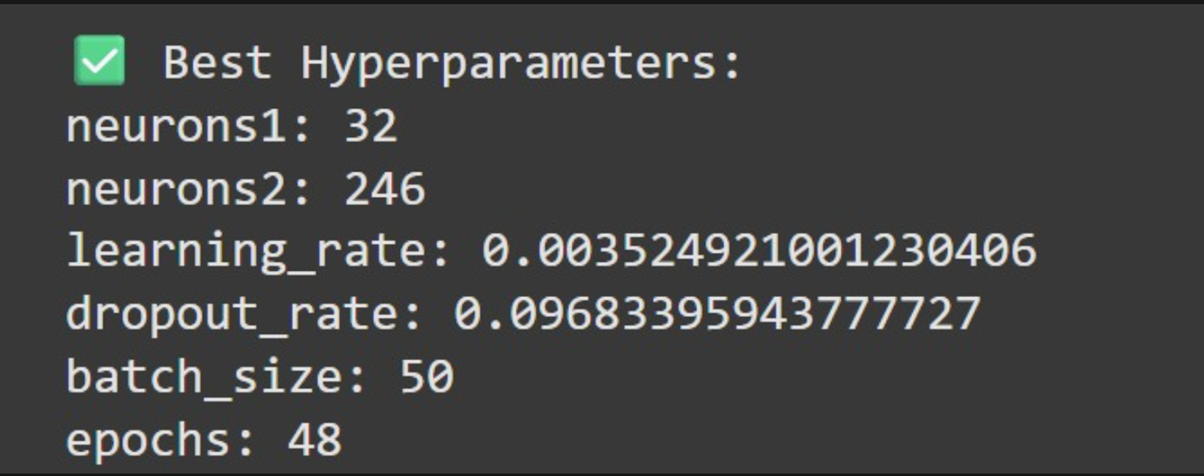 ✅ Best Hyperparameters:
neurons1: 32
neurons2: 246
learning_rate: 0.003524921001230406
dropout_rate: 0.09683395943777727
batch_size: 50
epochs: 48